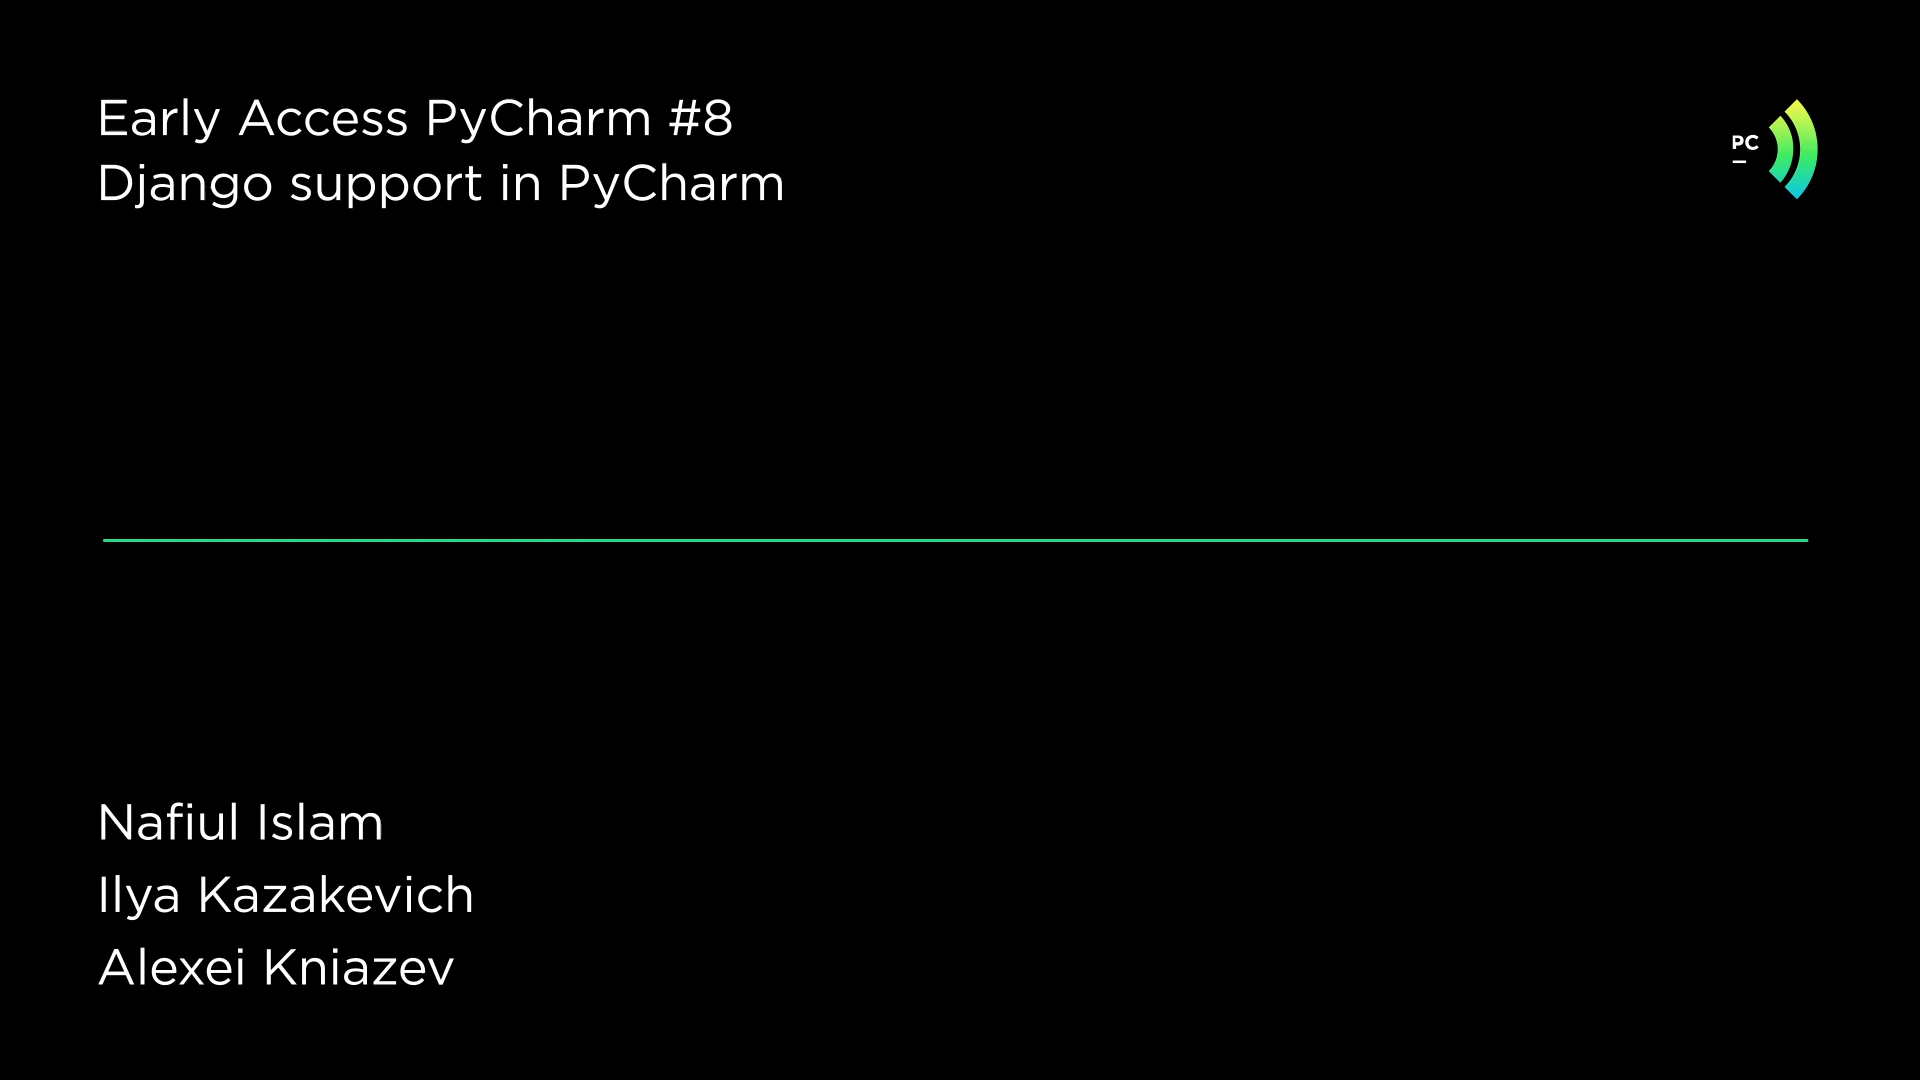 Early Access PyCharm #8
Django support in PyCharm
PC
Nafiul Islam
Ilya Kazakevich
Alexei Kniazev